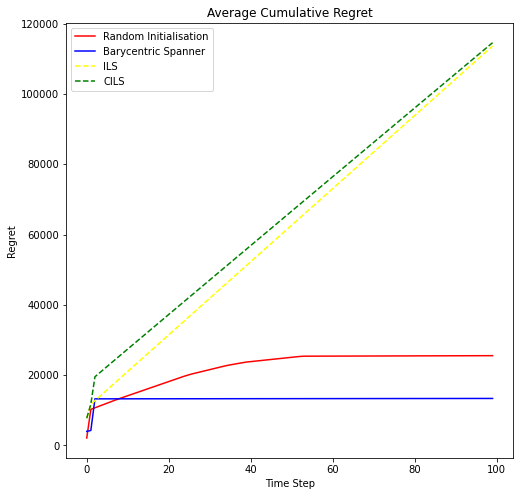 Average Cumulative Regret
Random Initialisation
Barycentric Spanner
ILS
CILS
120000
100000
80000
60000
40000
20000
0
Regret
0 20 40 60 80 100
Time Step